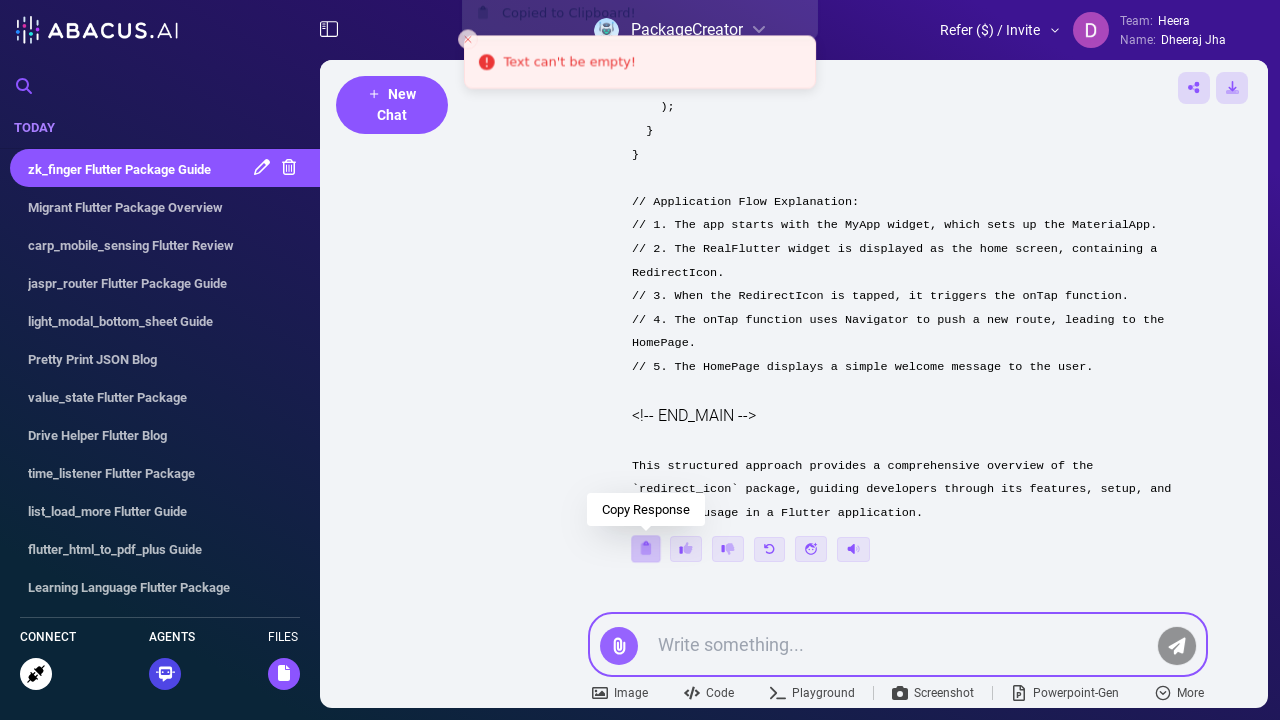 ABACUS.AI
Copied to Clipboard!
PackageCreator
Refer ($) / Invite
D
Team: Heera
Name: Dheeraj Jha
Text can't be empty!
+ New
Chat
TODAY
zk_finger Flutter Package Guide
Migrant Flutter Package Overview
carp_mobile_sensing Flutter Review
jaspr_router Flutter Package Guide
light_modal_bottom_sheet Guide
Pretty Print JSON Blog
value_state Flutter Package
Drive Helper Flutter Blog
time_listener Flutter Package
list_load_more Flutter Guide
flutter_html_to_pdf_plus Guide
Learning Language Flutter Package
CONNECT
AGENTS
FILES
);
}
}
// Application Flow Explanation:
// 1. The app starts with the MyApp widget, which sets up the MaterialApp.
// 2. The RealFlutter widget is displayed as the home screen, containing a
RedirectIcon.
// 3. When the RedirectIcon is tapped, it triggers the onTap function.
// 4. The onTap function uses Navigator to push a new route, leading to the
HomePage.
// 5. The HomePage displays a simple welcome message to the user.
<!-- END_MAIN -->
This structured approach provides a comprehensive overview of the
`redirect_icon` package, guiding developers through its features, setup, and
usage in a Flutter application.
Copy Response
Write something...
Image
Code
Playground
Screenshot
Powerpoint-Gen
More